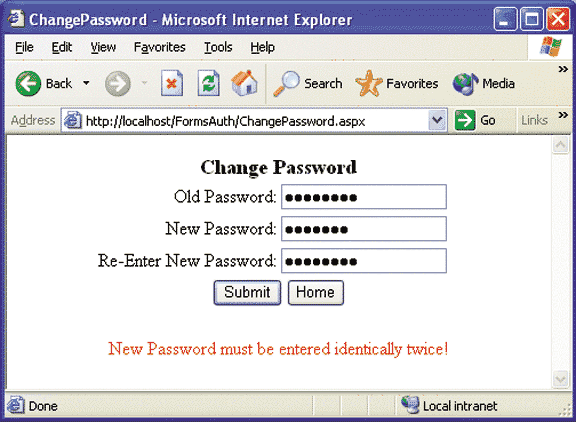 ChangePassword - Microsoft Internet Explorer
File Edit View Favorites Tools Help
Back Search Favorites Media »
Address http://localhost/FormsAuth/ChangePassword.aspx Go Links »
Change Password
Old Password: ●●●●●●●●
New Password: ●●●●●●●
Re-Enter New Password: ●●●●●●●●
Submit Home
New Password must be entered identically twice!
Done Local intranet